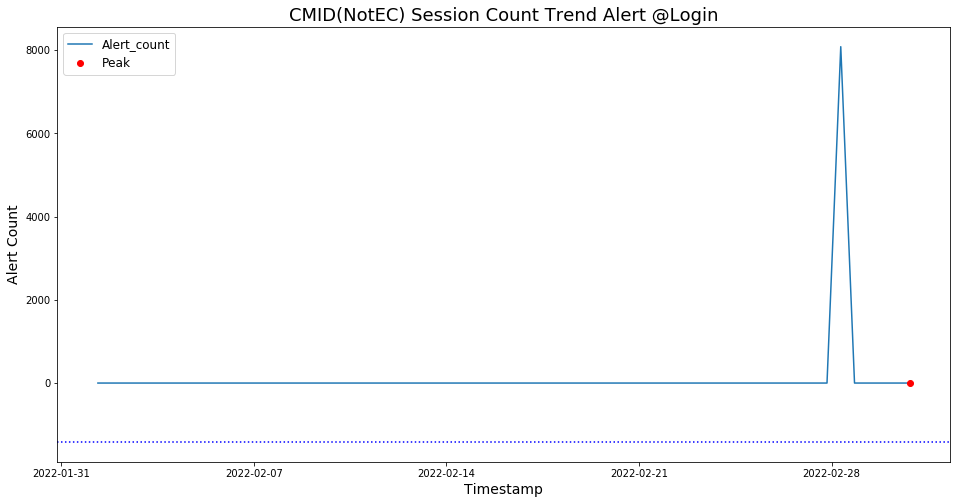 CMID(NotEC) Session Count Trend Alert @Login
Alert_count
Peak
8000
6000
4000
2000
0
Alert Count
2022-01-31 2022-02-07 2022-02-14 2022-02-21 2022-02-28
Timestamp